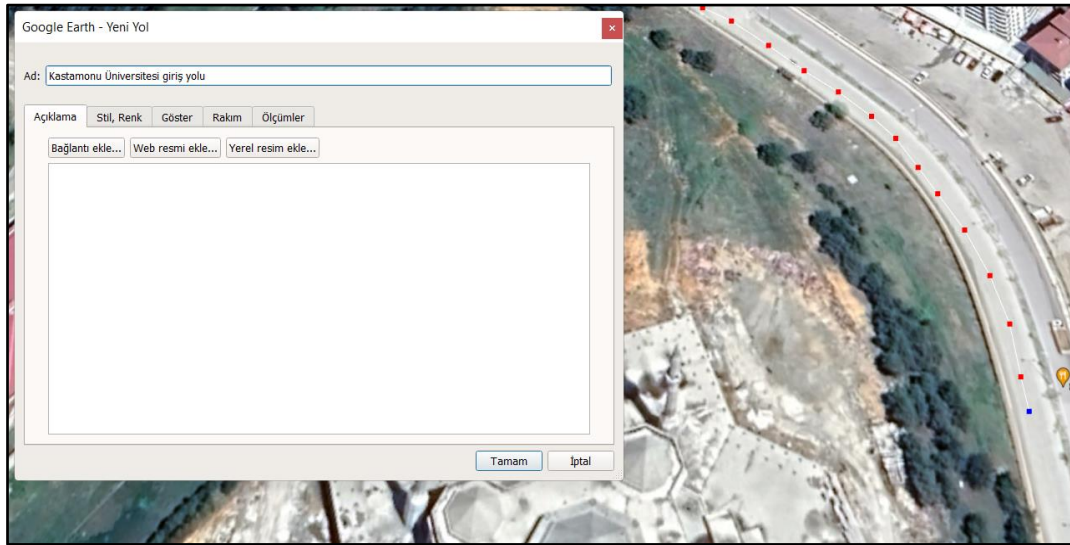 Google Earth - Yeni Yol
Ad: Kastamonu Üniversitesi giriş yolu
Açıklama Stil, Renk Göster Rakım Ölçümler
Bağlantı ekle... Web resmi ekle... Yerel resim ekle...
Tamam İptal